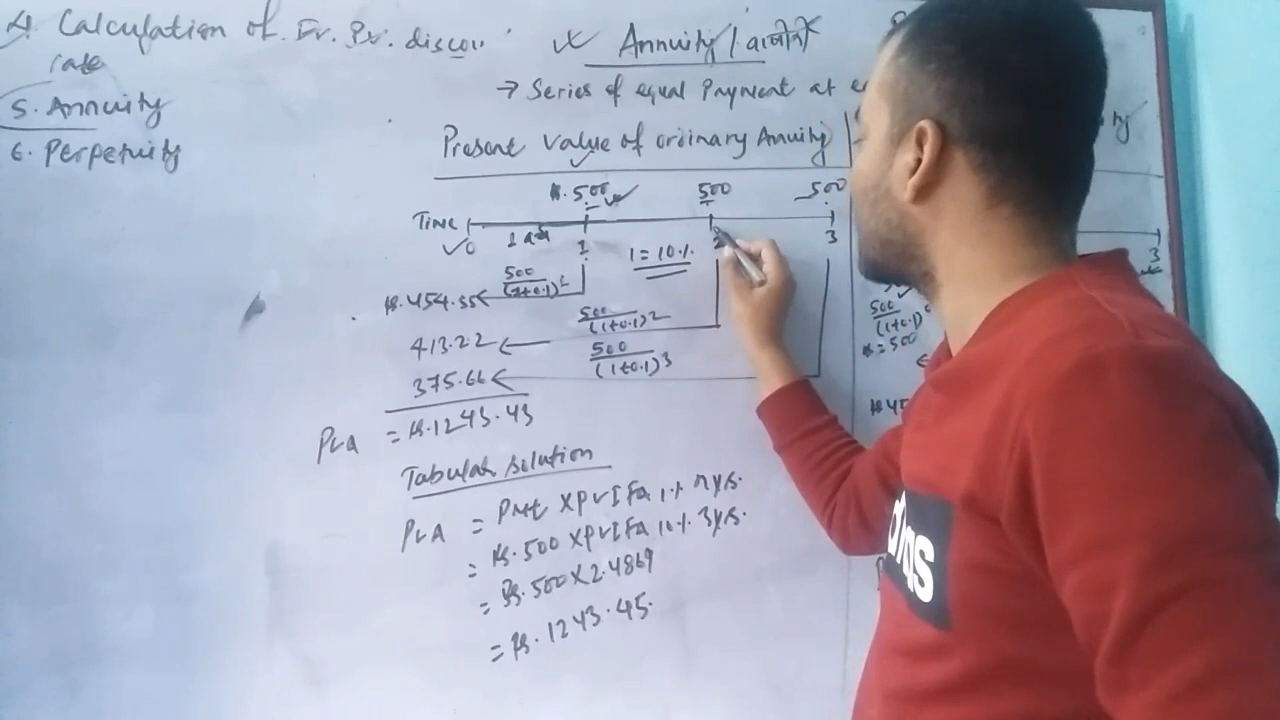 4. Calculation of. Fr. Pr. discou
rate
5. Annuity
6. Perpetuity
Annuity /
→ Series of equal Payment at
Present value of ordinary Annuity
Rs. 500 500 500
Time 0 1 2 3
i = 10%
500/(1+0.1)^1
Rs. 454.55
500/(1+0.1)^2
413.22
500/(1+0.1)^3
375.66
PVA = Rs. 1243.43
Tabular solution
PVA = PMT X PVIFA i% nyrs.
= Rs. 500 X PVIFA 10% 3yrs.
= Rs. 500 X 2.4869
= Rs. 1243.45.
3
500
(1+0.1)
= 500
Rs 45